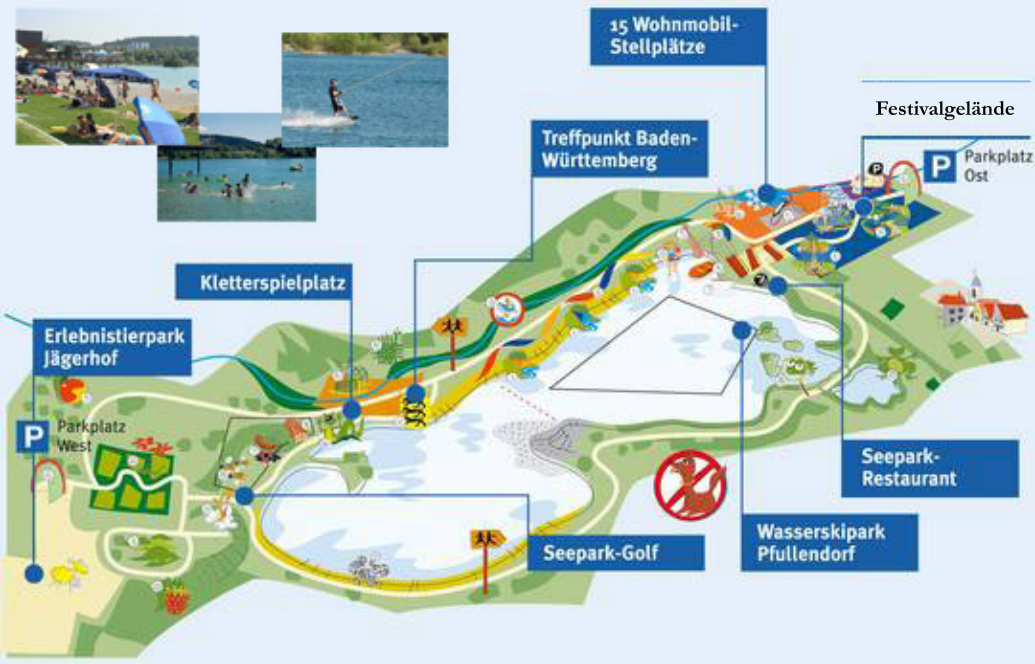 15 Wohnmobil-
Stellplätze
Festivalgelände
Treffpunkt Baden-
Württemberg
P
Parkplatz
Ost
P
Kletterspielplatz
Erlebnistierpark
Jägerhof
P
Parkplatz
West
Seepark-
Restaurant
Wasserskipark
Pfullendorf
Seepark-Golf